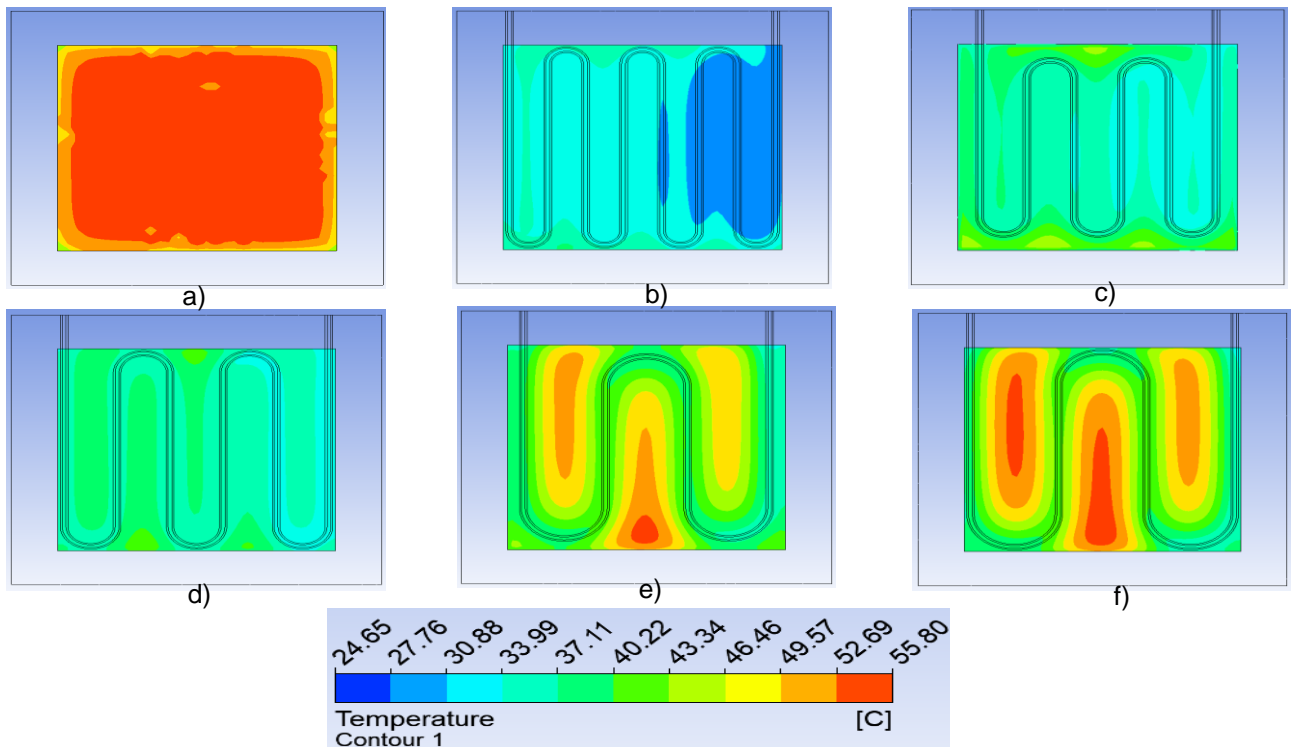 a)
b)
c)
d)
e)
f)
24.65 27.76 30.88 33.99 37.11 40.22 43.34 46.46 49.57 52.69 55.80
Temperature [C]
Contour 1